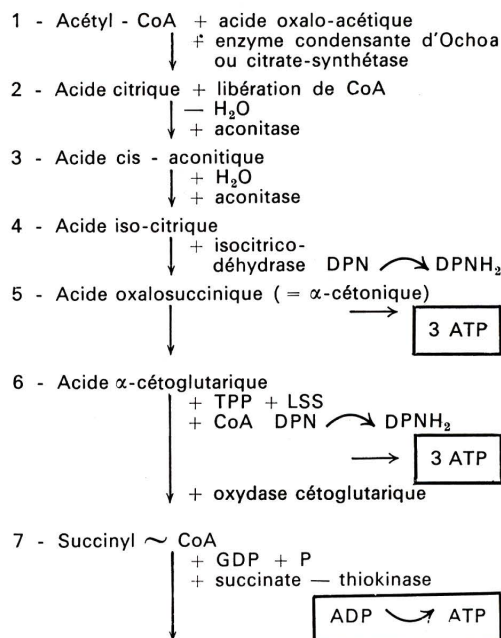 1 - Acétyl - CoA + acide oxalo-acétique
+ enzyme condensante d'Ochoa
ou citrate-synthétase
2 - Acide citrique + libération de CoA
— H₂O
+ aconitase
3 - Acide cis - aconitique
+ H₂O
+ aconitase
4 - Acide iso-citrique
+ isocitrico-
déhydrase DPN DPNH₂
5 - Acide oxalosuccinique ( = α-cétonique)
3 ATP
6 - Acide α-cétoglutarique
+ TPP + LSS
+ CoA DPN DPNH₂
3 ATP
+ oxydase cétoglutarique
7 - Succinyl ~ CoA
+ GDP + P
+ succinate — thiokinase
ADP ATP